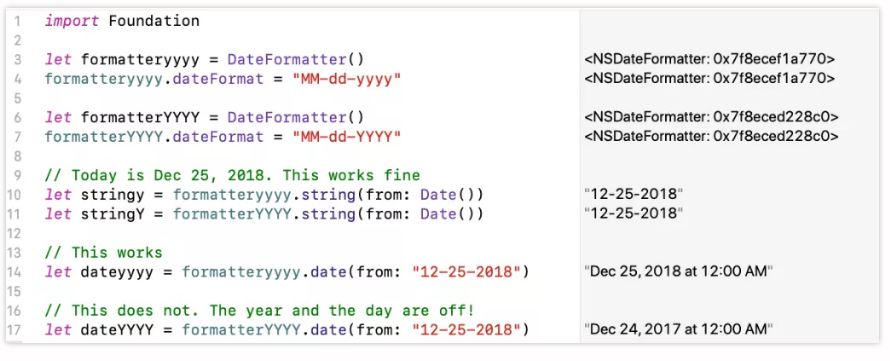 1 import Foundation
2
3 let formatteryyyy = DateFormatter() <NSDateFormatter: 0x7f8ecef1a770>
4 formatteryyyy.dateFormat = "MM-dd-yyyy" <NSDateFormatter: 0x7f8ecef1a770>
5
6 let formatterYYYY = DateFormatter() <NSDateFormatter: 0x7f8eced228c0>
7 formatterYYYY.dateFormat = "MM-dd-YYYY" <NSDateFormatter: 0x7f8eced228c0>
8
9 // Today is Dec 25, 2018. This works fine
10 let stringy = formatteryyyy.string(from: Date()) "12-25-2018"
11 let stringY = formatterYYYY.string(from: Date()) "12-25-2018"
12
13 // This works
14 let dateyyyy = formatteryyyy.date(from: "12-25-2018") "Dec 25, 2018 at 12:00 AM"
15
16 // This does not. The year and the day are off!
17 let dateYYYY = formatterYYYY.date(from: "12-25-2018") "Dec 24, 2017 at 12:00 AM"